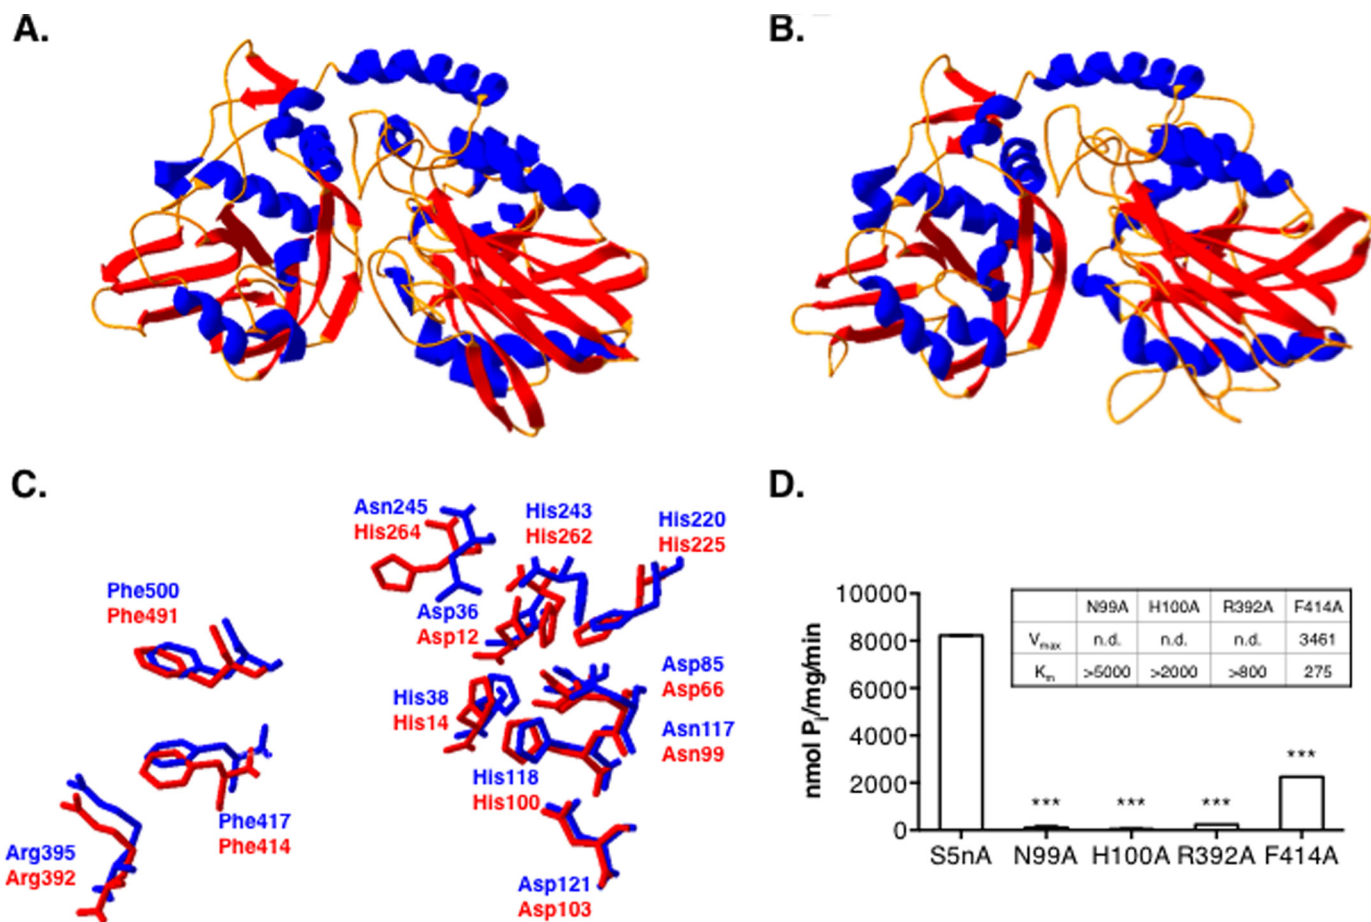 A.
B.
C.
D.
Asn245
His264
His243
His262
His220
His225
Phe500
Phe491
Asp36
Asp12
Asp85
Asp66
His38
His14
Asn117
Asn99
His118
His100
Phe417
Phe414
Arg395
Arg392
Asp121
Asp103
nmol Pi/mg/min
10000
8000
6000
4000
2000
0
N99A H100A R392A F414A
Vmax n.d. n.d. n.d. 3461
Km >5000 >2000 >800 275
*** *** *** ***
S5nA N99A H100A R392A F414A